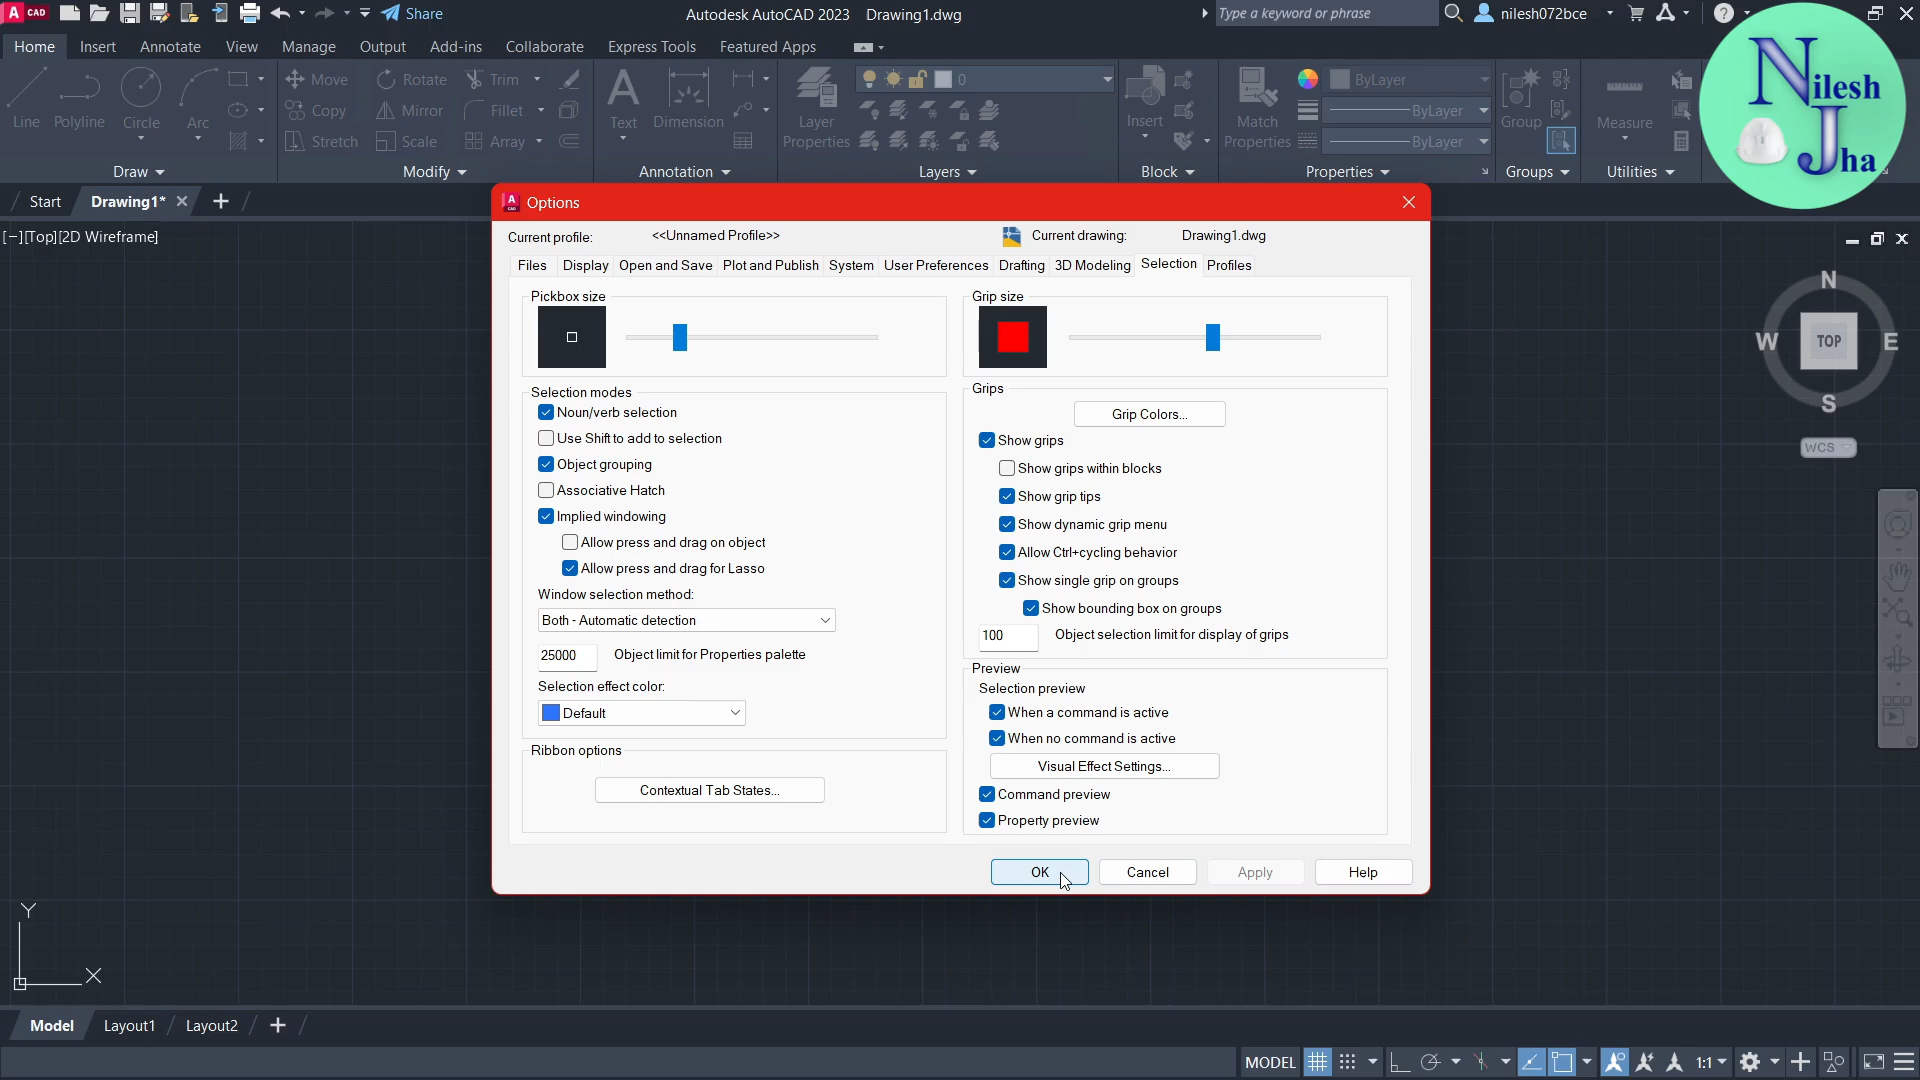 A CAD
Share
Autodesk AutoCAD 2023 Drawing1.dwg
Type a keyword or phrase
nilesh072bce
Home Insert Annotate View Manage Output Add-ins Collaborate Express Tools Featured Apps
Line Polyline Circle Arc
Move Rotate Trim
Copy Mirror Fillet
Stretch Scale Array
Text Dimension
Layer Properties
0
Insert
Match Properties
ByLayer
ByLayer
ByLayer
Group
Measure
Draw Modify Annotation Layers Block Properties Groups Utilities
Nilesh
Jha
Start Drawing1*
[−][Top][2D Wireframe]
Options
Current profile: <<Unnamed Profile>> Current drawing: Drawing1.dwg
Files Display Open and Save Plot and Publish System User Preferences Drafting 3D Modeling Selection Profiles
Pickbox size
Selection modes
Noun/verb selection
Use Shift to add to selection
Object grouping
Associative Hatch
Implied windowing
Allow press and drag on object
Allow press and drag for Lasso
Window selection method:
Both - Automatic detection
25000 Object limit for Properties palette
Selection effect color:
Default
Ribbon options
Contextual Tab States...
Grip size
Grips
Grip Colors...
Show grips
Show grips within blocks
Show grip tips
Show dynamic grip menu
Allow Ctrl+cycling behavior
Show single grip on groups
Show bounding box on groups
100 Object selection limit for display of grips
Preview
Selection preview
When a command is active
When no command is active
Visual Effect Settings...
Command preview
Property preview
OK Cancel Apply Help
N
W TOP E
S
WCS
Y
X
Model Layout1 Layout2
MODEL 1:1